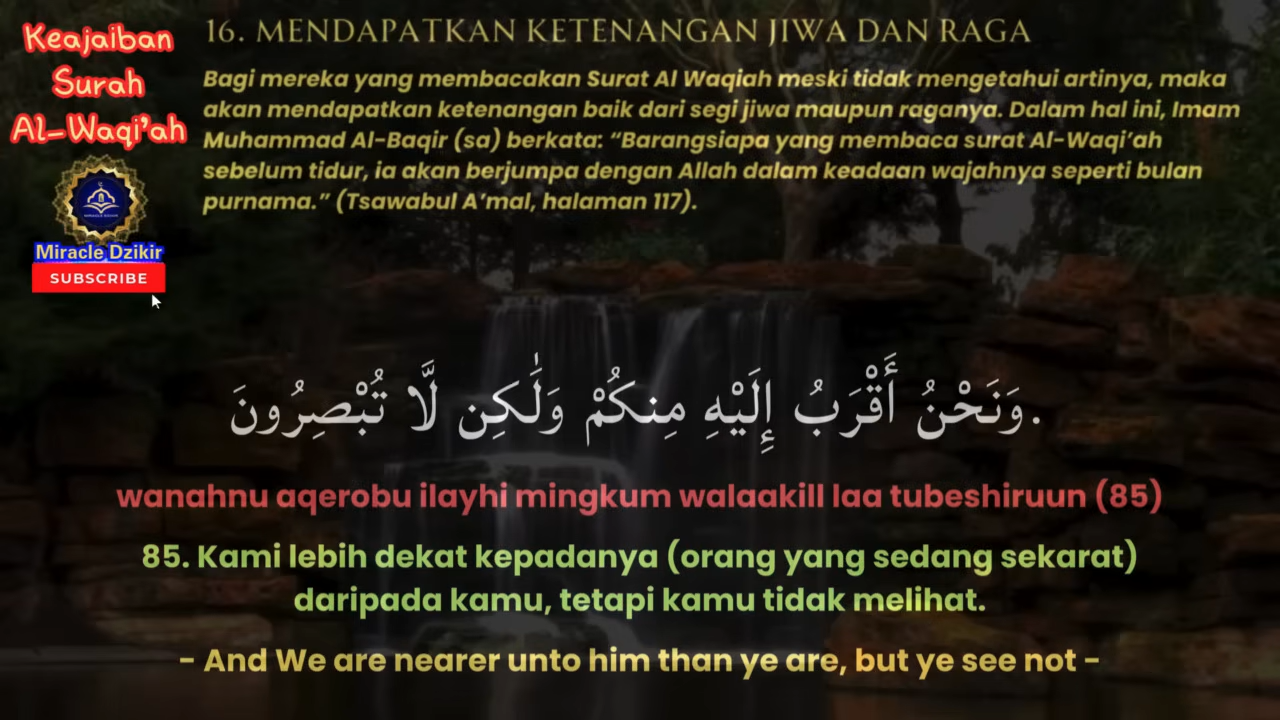 Keajaiban
Surah
Al-Waqi'ah
Miracle Dzikir
SUBSCRIBE
16. MENDAPATKAN KETENANGAN JIWA DAN RAGA
Bagi mereka yang membacakan Surat Al Waqiah meski tidak mengetahui artinya, maka
akan mendapatkan ketenangan baik dari segi jiwa maupun raganya. Dalam hal ini, Imam
Muhammad Al-Baqir (sa) berkata: “Barangsiapa yang membaca surat Al-Waqi’ah
sebelum tidur, ia akan berjumpa dengan Allah dalam keadaan wajahnya seperti bulan
purnama.” (Tsawabul A’mal, halaman 117).
.وَنَحْنُ أَقْرَبُ إِلَيْهِ مِنكُمْ وَلَٰكِن لَّا تُبْصِرُونَ
wanahnu aqerobu ilayhi mingkum walaakill laa tubeshiruun (85)
85. Kami lebih dekat kepadanya (orang yang sedang sekarat)
daripada kamu, tetapi kamu tidak melihat.
- And We are nearer unto him than ye are, but ye see not -